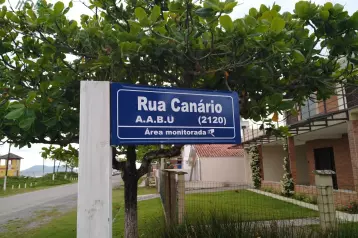 Rua Canário
A.A.B.U (2120)
Área monitorada